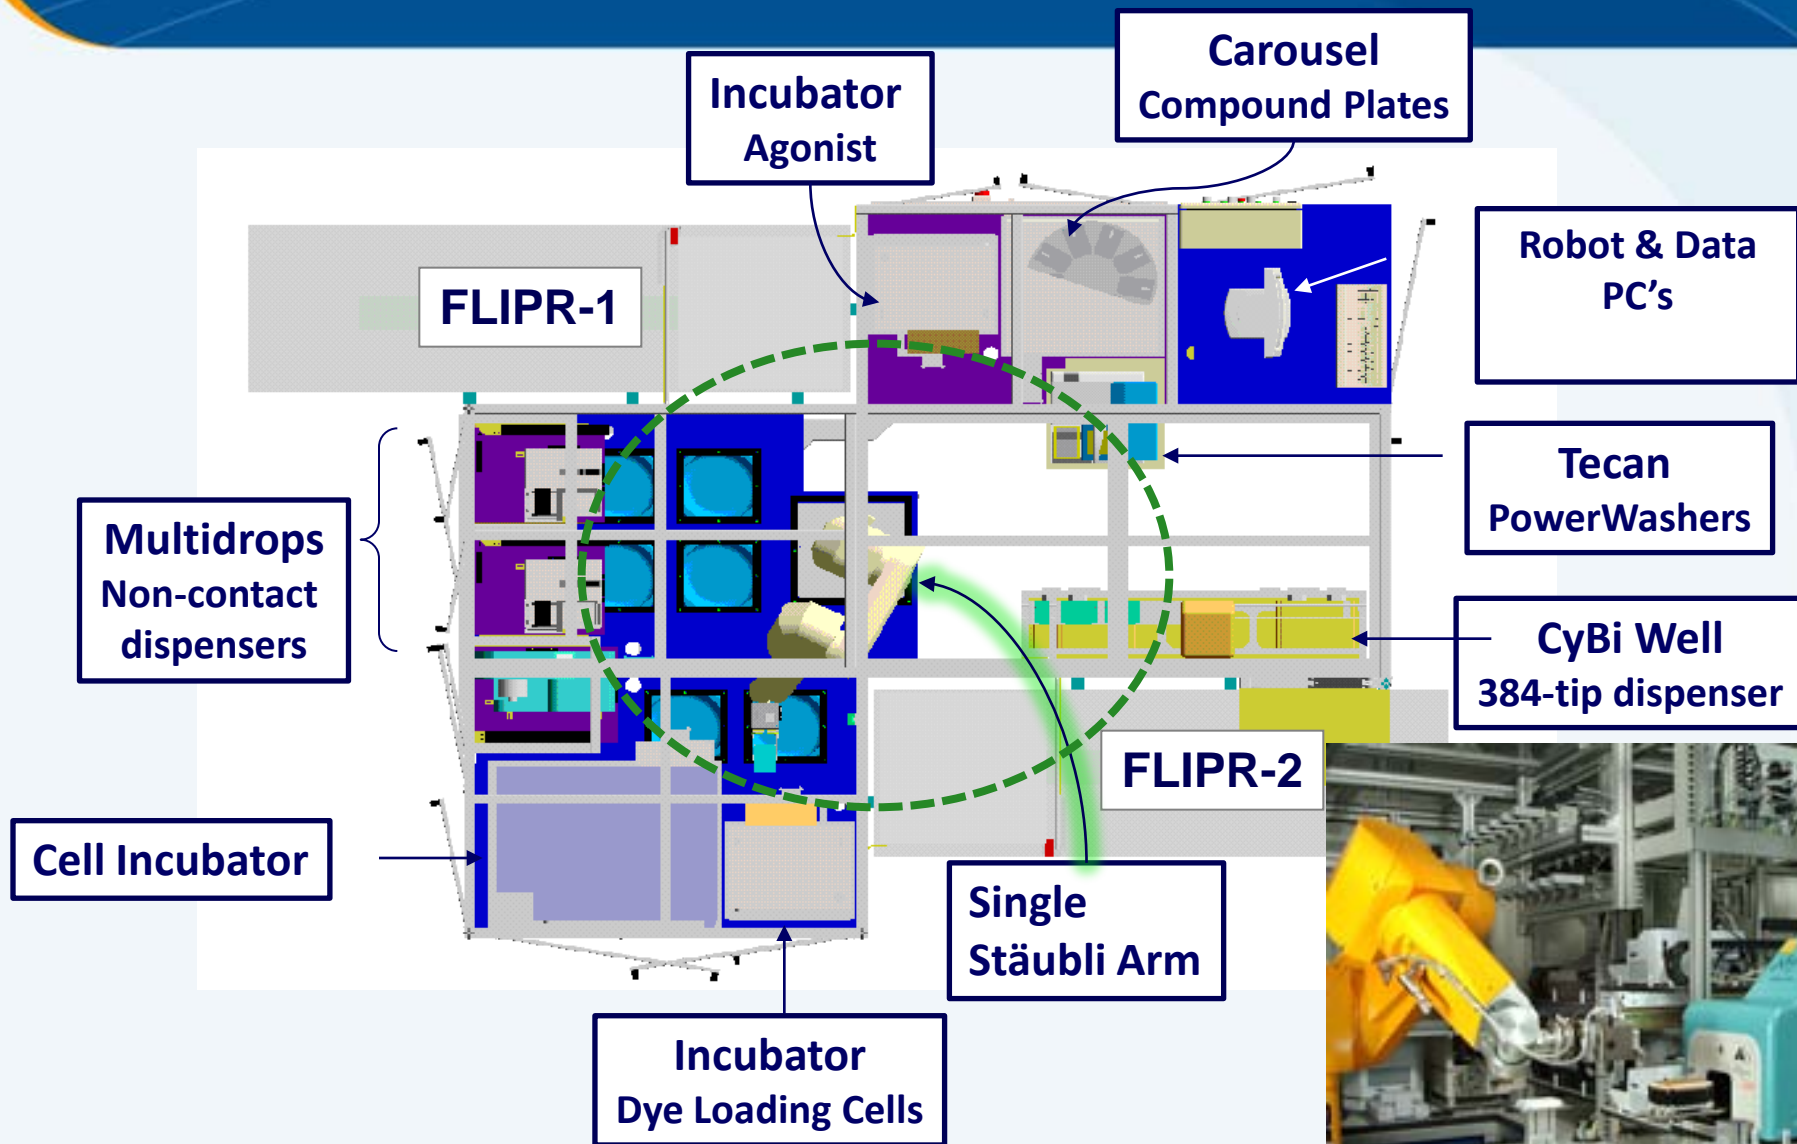 Carousel
Compound Plates
Incubator
Agonist
Robot & Data
PC's
FLIPR-1
Tecan
PowerWashers
Multidrops
Non-contact
dispensers
CyBi Well
384-tip dispenser
FLIPR-2
Cell Incubator
Single
Stäubli Arm
Incubator
Dye Loading Cells